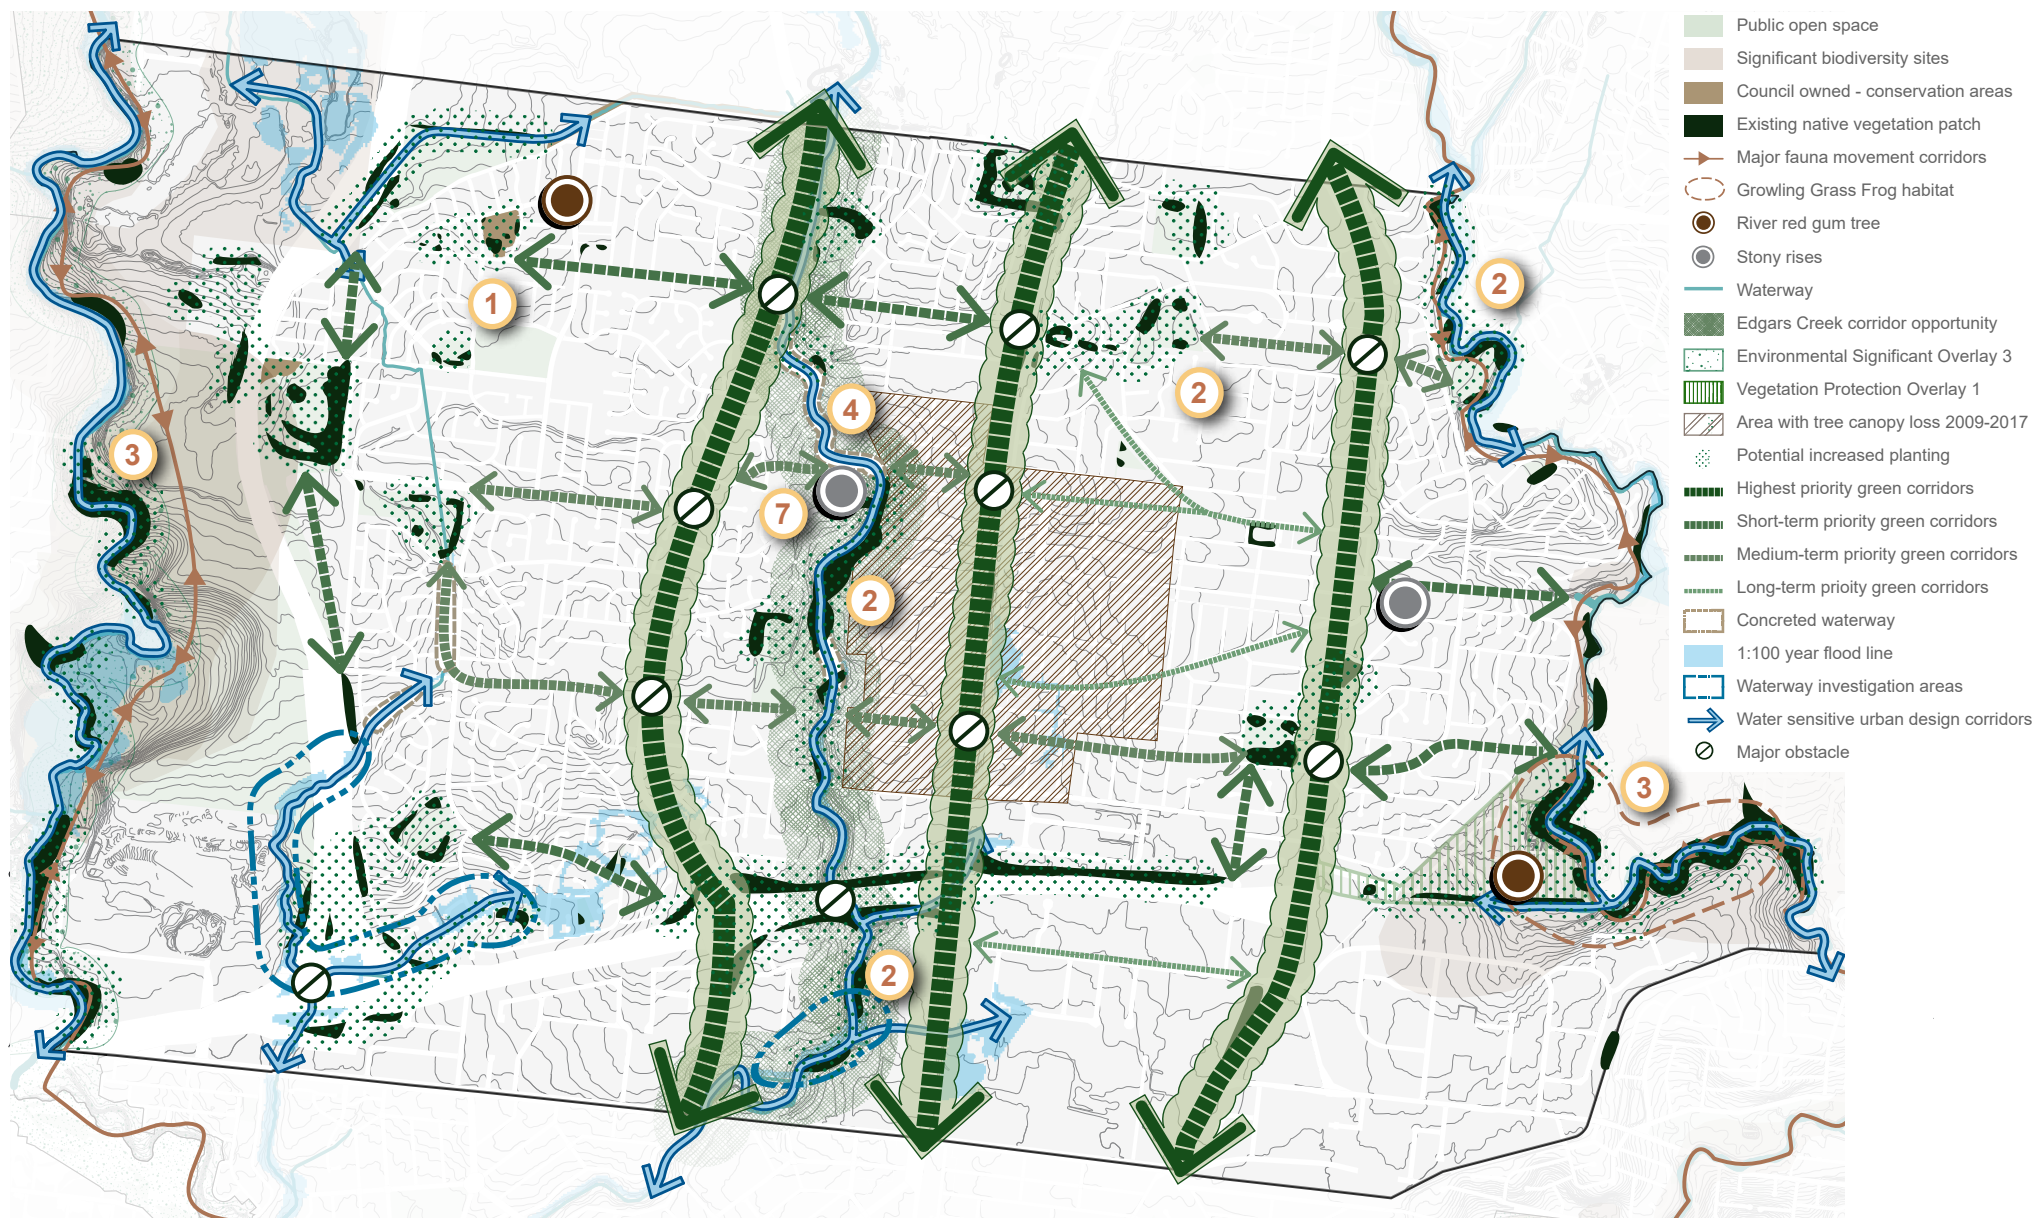 Public open space
Significant biodiversity sites
Council owned - conservation areas
Existing native vegetation patch
Major fauna movement corridors
Growling Grass Frog habitat
River red gum tree
Stony rises
Waterway
Edgars Creek corridor opportunity
Environmental Significant Overlay 3
Vegetation Protection Overlay 1
Area with tree canopy loss 2009-2017
Potential increased planting
Highest priority green corridors
Short-term priority green corridors
Medium-term priority green corridors
Long-term prioity green corridors
Concreted waterway
1:100 year flood line
Waterway investigation areas
Water sensitive urban design corridors
Major obstacle
1
2
2
4
3
7
2
3
2